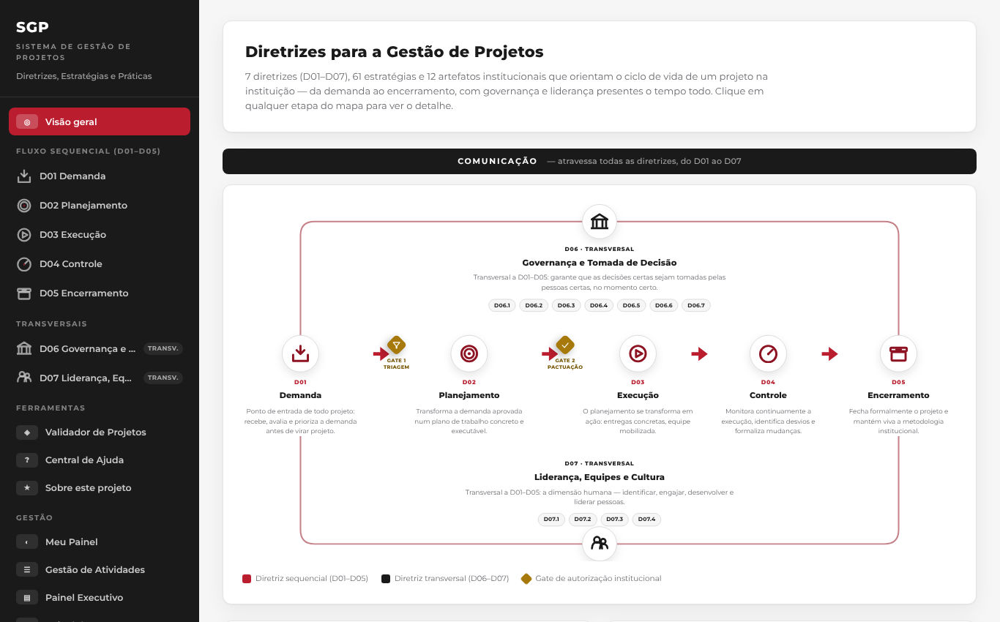 SGP
SISTEMA DE GESTÃO DE
PROJETOS
Diretrizes, Estratégias e Práticas
Visão geral
FLUXO SEQUENCIAL (D01–D05)
D01 Demanda
D02 Planejamento
D03 Execução
D04 Controle
D05 Encerramento
TRANSVERSAIS
D06 Governança e ... TRANSV.
D07 Liderança, Eq... TRANSV.
FERRAMENTAS
Validador de Projetos
? Central de Ajuda
Sobre este projeto
GESTÃO
Meu Painel
Gestão de Atividades
Painel Executivo
Diretrizes para a Gestão de Projetos
7 diretrizes (D01–D07), 61 estratégias e 12 artefatos institucionais que orientam o ciclo de vida de um projeto na
instituição — da demanda ao encerramento, com governança e liderança presentes o tempo todo. Clique em
qualquer etapa do mapa para ver o detalhe.
COMUNICAÇÃO — atravessa todas as diretrizes, do D01 ao D07
D06 · TRANSVERSAL
Governança e Tomada de Decisão
Transversal a D01–D05: garante que as decisões certas sejam tomadas pelas
pessoas certas, no momento certo.
D06.1 D06.2 D06.3 D06.4 D06.5 D06.6 D06.7
D01
Demanda
Ponto de entrada de todo projeto:
recebe, avalia e prioriza a demanda
antes de virar projeto.
GATE 1
TRIAGEM
D02
Planejamento
Transforma a demanda aprovada
num plano de trabalho concreto e
executável.
GATE 2
PACTUAÇÃO
D03
Execução
O planejamento se transforma em
ação: entregas concretas, equipe
mobilizada.
D04
Controle
Monitora continuamente a
execução, identifica desvios e
formaliza mudanças.
D05
Encerramento
Fecha formalmente o projeto e
mantém viva a metodologia
institucional.
D07 · TRANSVERSAL
Liderança, Equipes e Cultura
Transversal a D01–D05: a dimensão humana — identificar, engajar, desenvolver e
liderar pessoas.
D07.1 D07.2 D07.3 D07.4
Diretriz sequencial (D01–D05) Diretriz transversal (D06–D07) Gate de autorização institucional